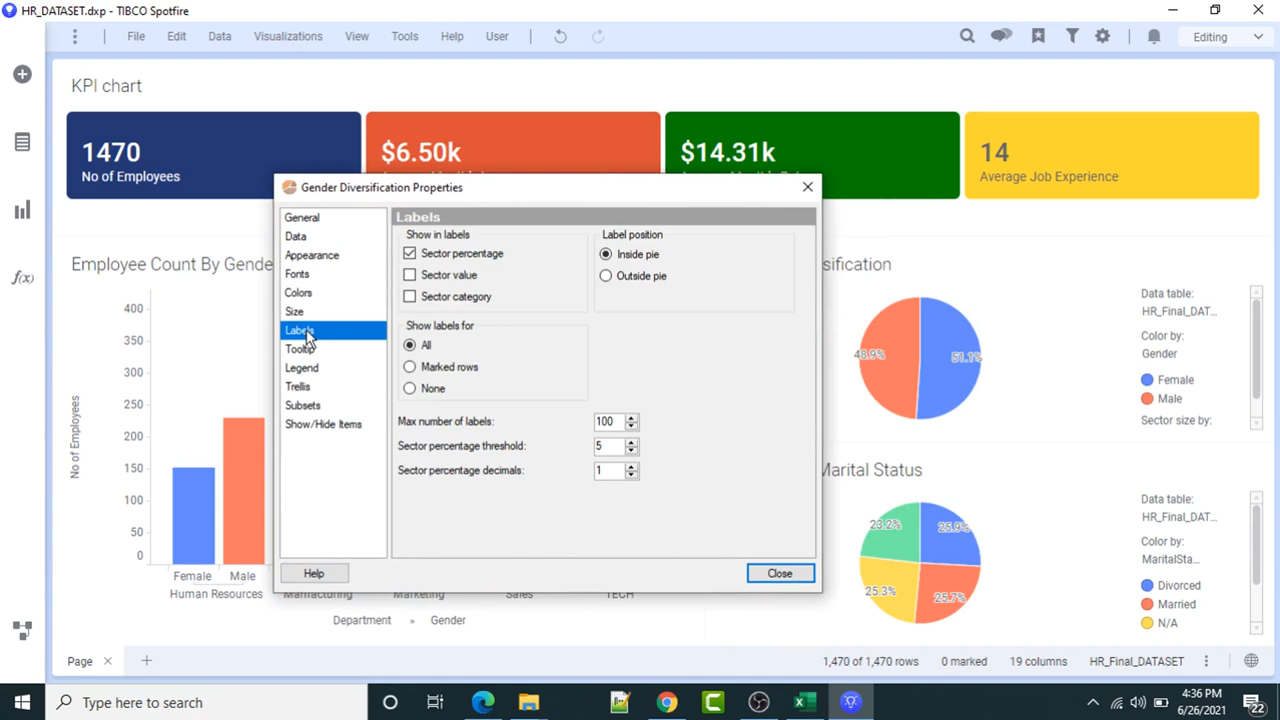 HR_DATASET.dxp - TIBCO Spotfire
File Edit Data Visualizations View Tools Help User
Editing
KPI chart
1470
No of Employees
$6.50k
$14.31k
14
Average Job Experience
Gender Diversification Properties
General
Data
Appearance
Fonts
Colors
Size
Labels
Tooltip
Legend
Trellis
Subsets
Show/Hide Items
Labels
Show in labels
Sector percentage
Sector value
Sector category
Label position
Inside pie
Outside pie
Show labels for
All
Marked rows
None
Max number of labels: 100
Sector percentage threshold: 5
Sector percentage decimals: 1
Help
Close
Employee Count By Gende
No of Employees
400
350
300
250
200
150
100
50
0
Female Male
Human Resources Manfacturing Marketing Sales TECH
Department » Gender
sification
48.9%
51.1%
Data table:
HR_Final_DAT...
Color by:
Gender
Female
Male
Sector size by:
Marital Status
23.2%
25.9%
25.3%
25.7%
Data table:
HR_Final_DAT...
Color by:
MaritalSta...
Divorced
Married
N/A
f(x)
Page
1,470 of 1,470 rows 0 marked 19 columns HR_Final_DATASET
Type here to search
4:36 PM
6/26/2021
22